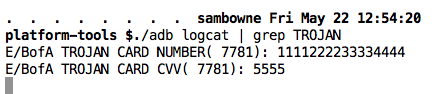 . . . . . . . . sambowne Fri May 22 12:54:20
platform-tools $./adb logcat | grep TROJAN
E/BofA TROJAN CARD NUMBER( 7781): 1111222233334444
E/BofA TROJAN CARD CVV( 7781): 5555